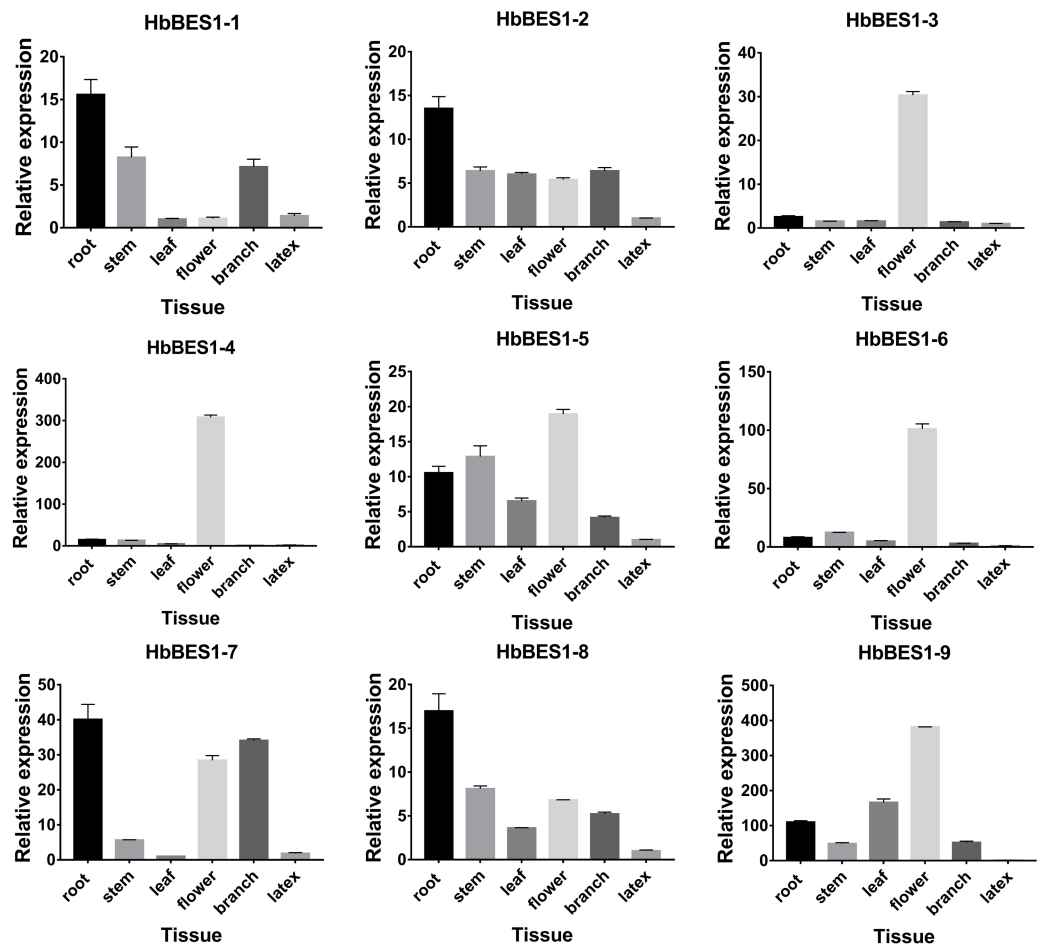 HbBES1-1
Relative expression
20
15
10
5
0
root
stem
leaf
flower
branch
latex
Tissue
HbBES1-2
Relative expression
20
15
10
5
0
root
stem
leaf
flower
branch
latex
Tissue
HbBES1-3
Relative expression
40
30
20
10
0
root
stem
leaf
flower
branch
latex
Tissue
HbBES1-4
Relative expression
400
300
200
100
0
root
stem
leaf
flower
branch
latex
Tissue
HbBES1-5
Relative expression
25
20
15
10
5
0
root
stem
leaf
flower
branch
latex
Tissue
HbBES1-6
Relative expression
150
100
50
0
root
stem
leaf
flower
branch
latex
Tissue
HbBES1-7
Relative expression
50
40
30
20
10
0
root
stem
leaf
flower
branch
latex
Tissue
HbBES1-8
Relative expression
20
15
10
5
0
root
stem
leaf
flower
branch
latex
Tissue
HbBES1-9
Relative expression
500
400
300
200
100
0
root
stem
leaf
flower
branch
latex
Tissue